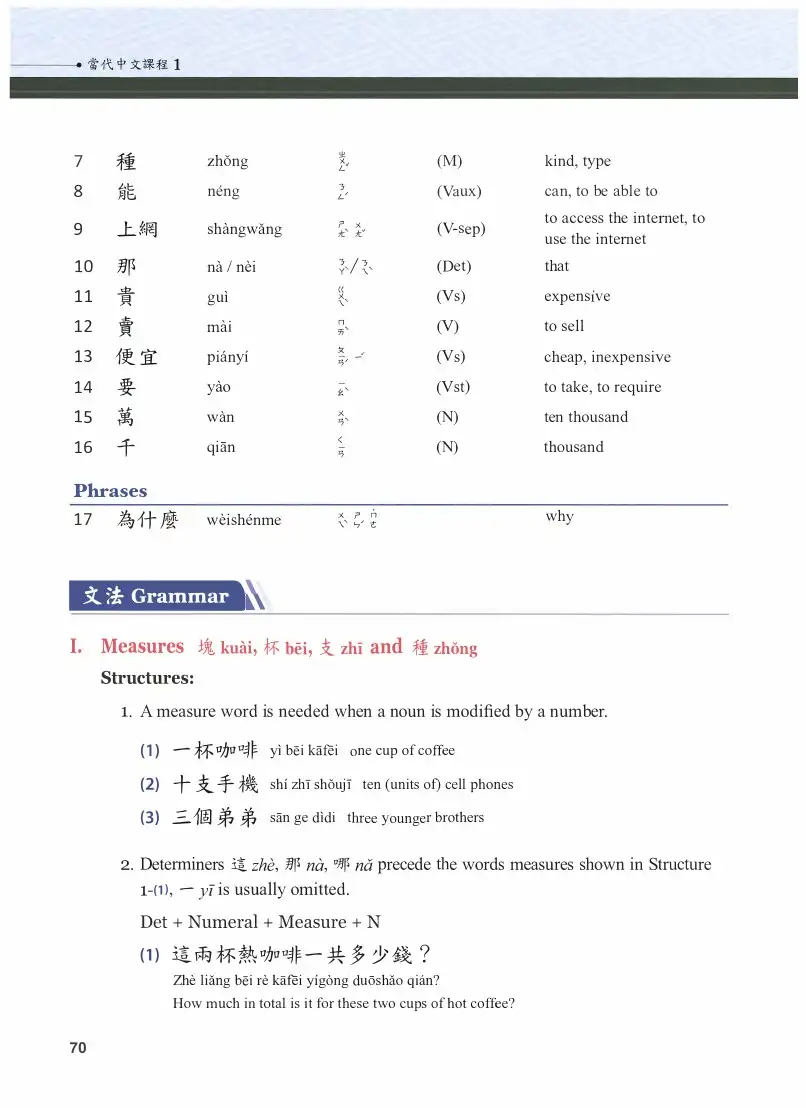 當代中文課程 1
7 種 zhǒng ㄓㄨㄥˇ (M) kind, type
8 能 néng ㄋㄥˊ (Vaux) can, to be able to
9 上網 shàngwǎng ㄕㄤˋ ㄨㄤˇ (V-sep) to access the internet, to
use the internet
10 那 nà / nèi ㄋㄚˋ/ㄋㄟˋ (Det) that
11 貴 guì ㄍㄨㄟˋ (Vs) expensive
12 賣 mài ㄇㄞˋ (V) to sell
13 便宜 piányí ㄆㄧㄢˊ ㄧˊ (Vs) cheap, inexpensive
14 要 yào ㄧㄠˋ (Vst) to take, to require
15 萬 wàn ㄨㄢˋ (N) ten thousand
16 千 qiān ㄑㄧㄢ (N) thousand
Phrases
17 為什麼 wèishénme ㄨㄟˋ ㄕㄣˊ ˙ㄇㄜ why
文法 Grammar
I. Measures 塊 kuài, 杯 bēi, 支 zhī and 種 zhǒng
Structures:
1. A measure word is needed when a noun is modified by a number.
(1) 一杯咖啡 yì bēi kāfēi one cup of coffee
(2) 十支手機 shí zhī shǒujī ten (units of) cell phones
(3) 三個弟弟 sān ge dìdi three younger brothers
2. Determiners 這 zhè, 那 nà, 哪 nǎ precede the words measures shown in Structure
1-(1), 一 yī is usually omitted.
Det + Numeral + Measure + N
(1) 這兩杯熱咖啡一共多少錢？
Zhè liǎng bēi rè kāfēi yígòng duōshǎo qián?
How much in total is it for these two cups of hot coffee?
70